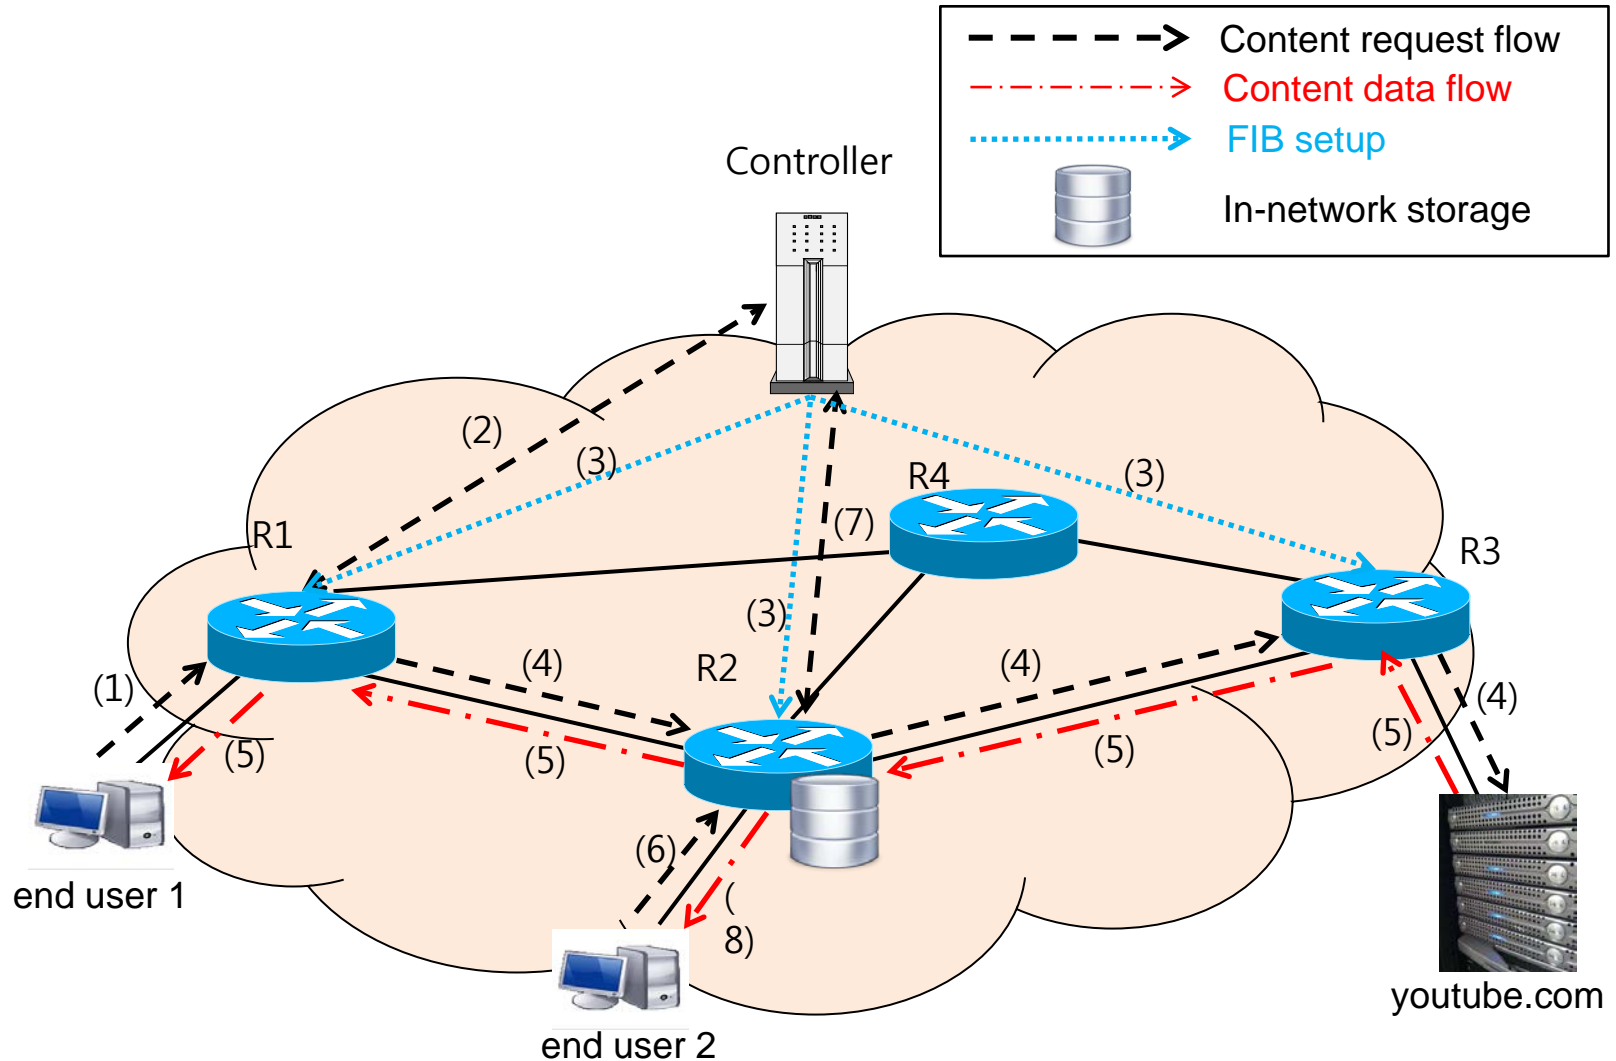 Content request flow
Content data flow
FIB setup
In-network storage
Controller
(2)
(3)
R4
(3)
(7)
R1
R3
(3)
R2
(4)
(4)
(1)
(4)
(5)
(5)
(5)
(5)
(6)
(
8)
end user 1
youtube.com
end user 2